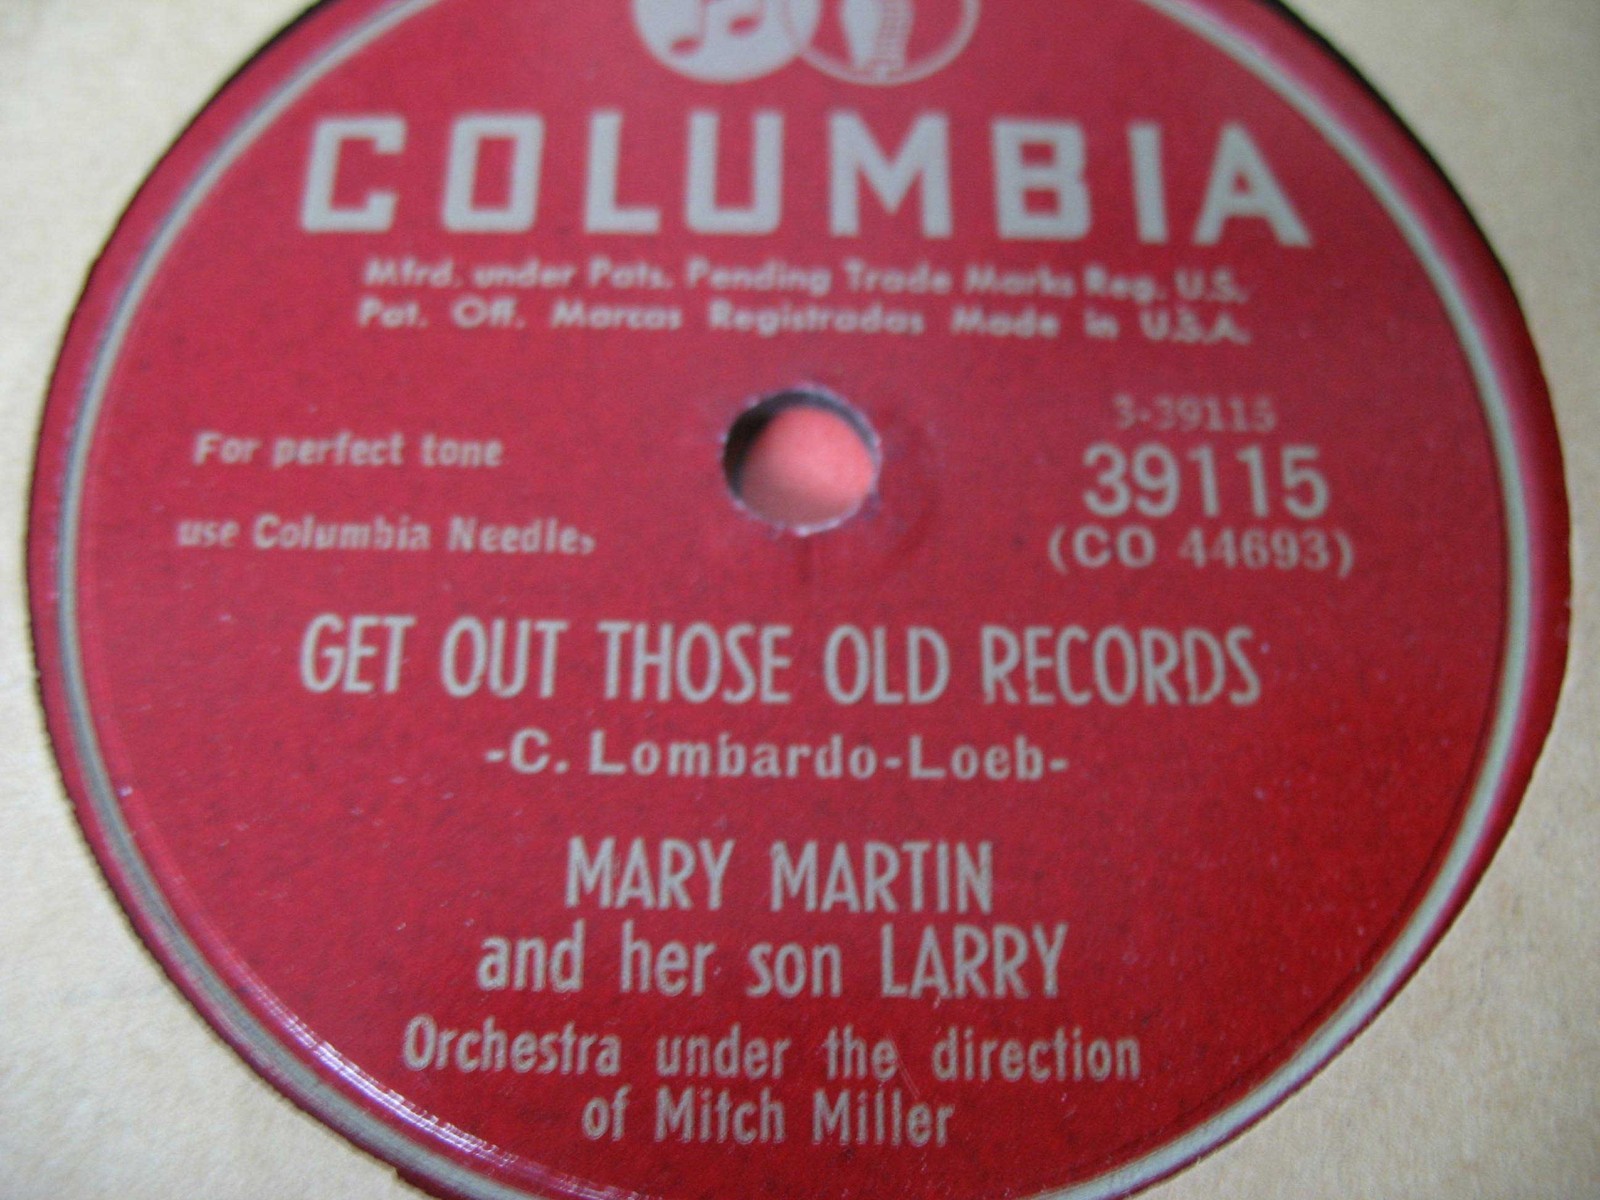 COLUMBIA
Mfrd. under Pats. Pending Trade Marks Reg. U.S.
Pat. Off. Marcas Registradas Made in U.S.A.
3-39115
For perfect tone
39115
use Columbia Needles
(CO 44693)
GET OUT THOSE OLD RECORDS
-C. Lombardo-Loeb-
MARY MARTIN
and her son LARRY
Orchestra under the direction
of Mitch Miller